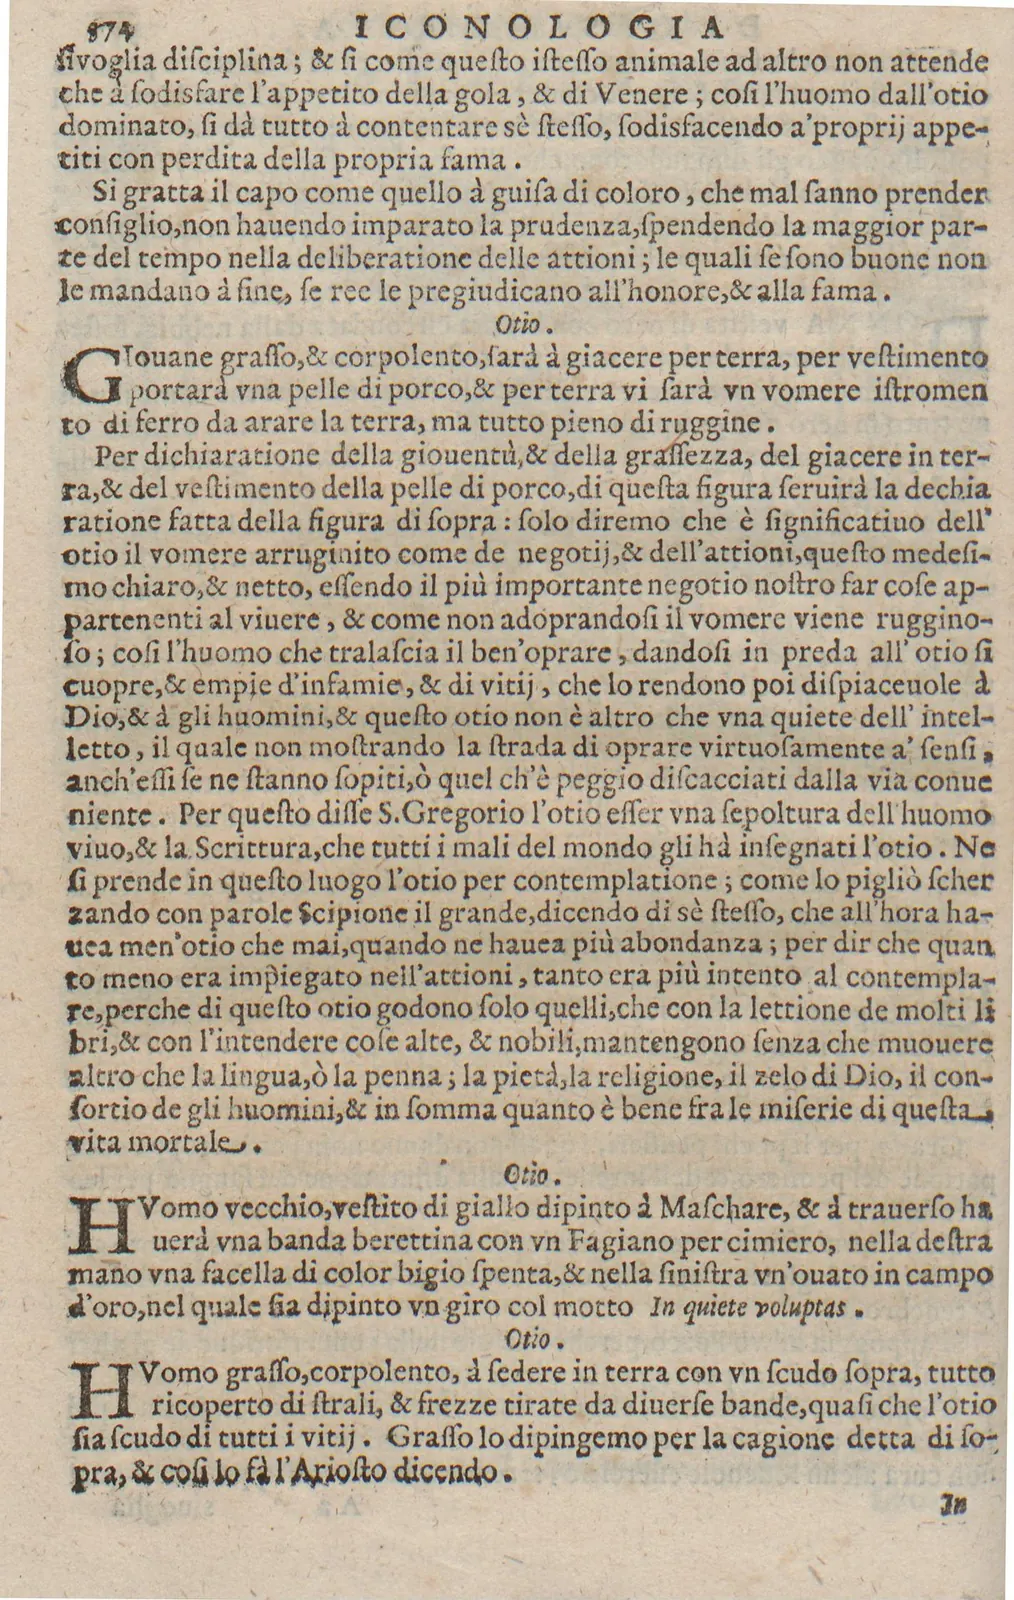 374 ICONOLOGIA
ſivoglia diſciplina; & ſi come queſto iſteſſo animale ad altro non attende
che à ſodisfare l'appetito della gola, & di Venere; coſi l'huomo dall'otio
dominato, ſi dà tutto à contentare sè ſteſſo, ſodisfacendo a'proprij appe-
titi con perdita della propria fama.
Si gratta il capo come quello à guiſa di coloro, che mal ſanno prender
conſiglio,non hauendo imparato la prudenza,ſpendendo la maggior par-
te del tempo nella deliberatione delle attioni; le quali ſe ſono buone non
le mandano à fine, ſe ree le pregiudicano all'honore,& alla fama.
Otio.
GIouane graſſo,& corpolento,ſarà à giacere per terra, per veſtimento
portarà vna pelle di porco,& per terra vi ſarà vn vomere iſtromen
to di ferro da arare la terra, ma tutto pieno di ruggine.
Per dichiaratione della giouentù,& della graſſezza, del giacere in ter-
ra,& del veſtimento della pelle di porco,di queſta figura ſeruirà la dechia
ratione fatta della figura di ſopra: ſolo diremo che è ſignificatiuo dell'
otio il vomere arruginito come de negotij,& dell'attioni,queſto medeſi-
mo chiaro,& netto, eſſendo il più importante negotio noſtro far coſe ap-
partenenti al viuere, & come non adoprandoſi il vomere viene ruggino-
ſo; coſi l'huomo che tralaſcia il ben'oprare, dandoſi in preda all' otio ſi
cuopre,& empie d'infamie, & di vitij, che lo rendono poi diſpiaceuole à
Dio,& à gli huomini,& queſto otio non è altro che vna quiete dell' intel-
letto, il quale non moſtrando la ſtrada di oprare virtuoſamente a' ſenſi,
anch'eſſi ſe ne ſtanno ſopiti,ò quel ch'è peggio diſcacciati dalla via conue
niente. Per queſto diſſe S.Gregorio l'otio eſſer vna ſepoltura dell'huomo
viuo,& la Scrittura,che tutti i mali del mondo gli hà inſegnati l'otio. Ne
ſi prende in queſto luogo l'otio per contemplatione; come lo pigliò ſcher
zando con parole Scipione il grande,dicendo di sè ſteſſo, che all'hora ha-
uea men'otio che mai,quando ne hauea più abondanza; per dir che quan
to meno era impiegato nell'attioni, tanto era più intento al contempla-
re,perche di queſto otio godono ſolo quelli,che con la lettione de molti li
bri,& con l'intendere coſe alte, & nobili,mantengono ſenza che muouere
altro che la lingua,ò la penna; la pietà,la religione, il zelo di Dio, il con-
ſortio de gli huomini,& in ſomma quanto è bene fra le miſerie di queſta,
vita mortale.
Otio.
HVomo vecchio,veſtito di giallo dipinto à Maſchare, & à trauerſo ha
uerà vna banda berettina con vn Fagiano per cimiero, nella deſtra
mano vna facella di color bigio ſpenta,& nella ſiniſtra vn'ouato in campo
d'oro,nel quale ſia dipinto vn giro col motto In quiete voluptas.
Otio.
HVomo graſſo,corpolento, à ſedere in terra con vn ſcudo ſopra, tutto
ricoperto di ſtrali, & frezze tirate da diuerſe bande,quaſi che l'otio
ſia ſcudo di tutti i vitij. Graſſo lo dipingemo per la cagione detta di ſo-
pra, & coſi lo fà l'Arioſto dicendo.
In